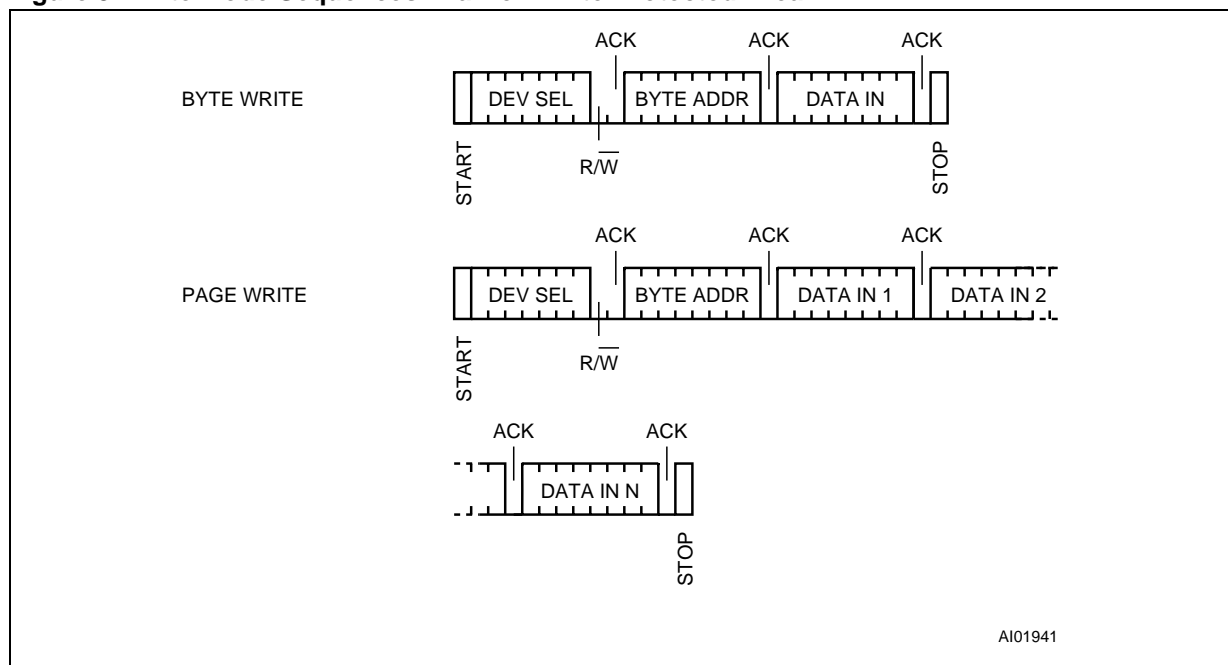 ACK ACK ACK
BYTE WRITE DEV SEL BYTE ADDR DATA IN
START R/W STOP
ACK ACK ACK
PAGE WRITE DEV SEL BYTE ADDR DATA IN 1 DATA IN 2
START R/W
ACK ACK
DATA IN N
STOP
AI01941